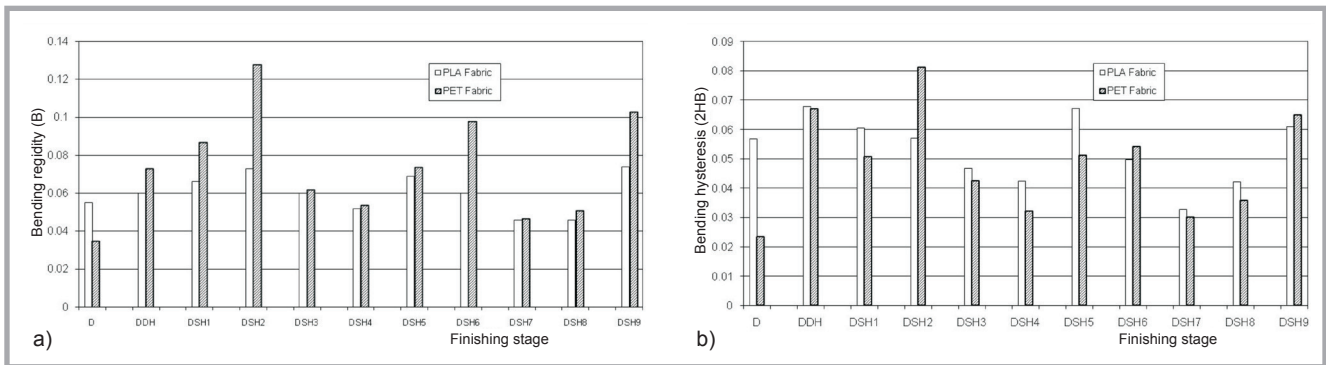 0.14
0.12
0.1
0.08
0.06
0.04
0.02
0
Bending regidity (B)
PLA Fabric
PET Fabric
D DDH DSH1 DSH2 DSH3 DSH4 DSH5 DSH6 DSH7 DSH8 DSH9
a)
Finishing stage
0.09
0.08
0.07
0.06
0.05
0.04
0.03
0.02
0.01
0
Bending hysteresis (2HB)
PLA Fabric
PET Fabric
D DDH DSH1 DSH2 DSH3 DSH4 DSH5 DSH6 DSH7 DSH8 DSH9
b)
Finishing stage